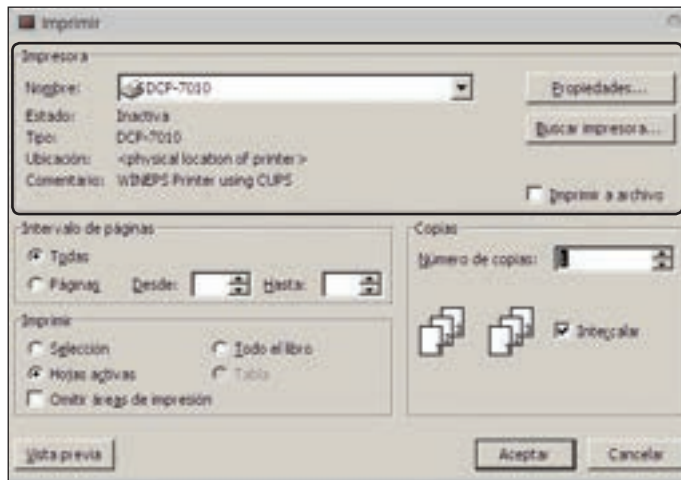 Imprimir
Impresora
Nombre: DCP-7010
Propiedades...
Estado: Inactiva
Buscar impresora...
Tipo: DCP-7010
Ubicación: <physical location of printer>
Comentario: WINEPS Printer using CUPS
Imprimir a archivo
Intervalo de páginas
Todas
Páginas Desde: Hasta:
Copias
Número de copias: 1
Intercalar
Imprimir
Selección Todo el libro
Hojas activas Tabla
Omitir áreas de impresión
Vista previa Aceptar Cancelar